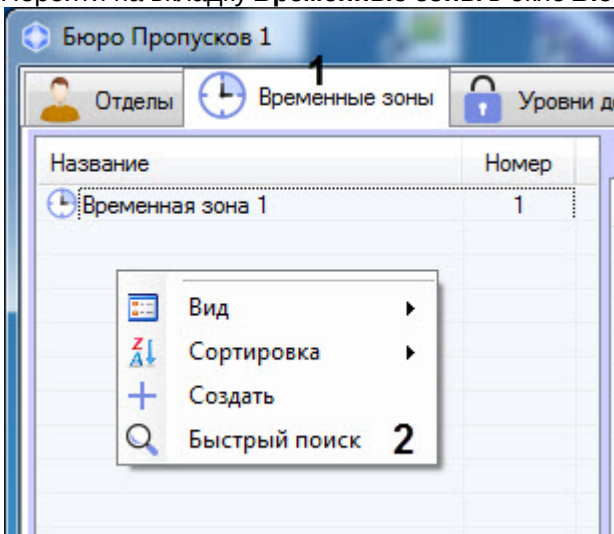 Бюро Пропусков 1
1
Отделы Временные зоны Уровни
Название Номер
Временная зона 1 1
Вид
Сортировка
Создать
Быстрый поиск 2